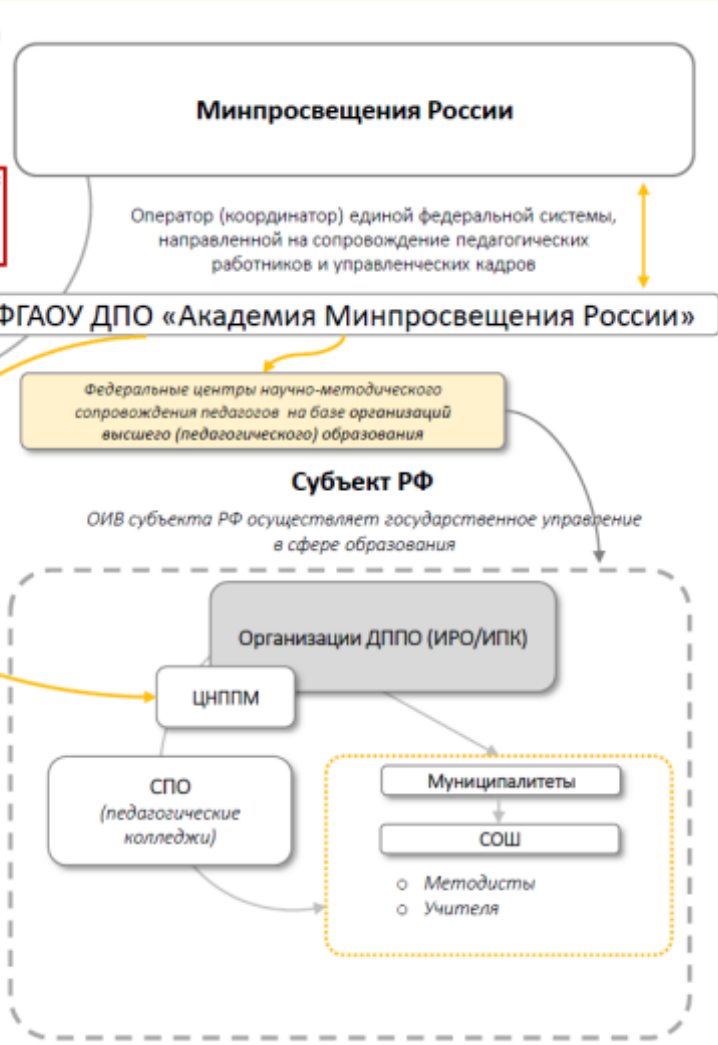 Минпросвещения России
Оператор (координатор) единой федеральной системы,
направленной на сопровождение педагогических
работников и управленческих кадров
ФГАОУ ДПО «Академия Минпросвещения России»
Федеральные центры научно-методического
сопровождения педагогов на базе организаций
высшего (педагогического) образования
Субъект РФ
ОИВ субъекта РФ осуществляет государственное управление
в сфере образования
Организации ДППО (ИРО/ИПК)
ЦНППМ
СПО
(педагогические
колледжи)
Муниципалитеты
СОШ
○ Методисты
○ Учителя